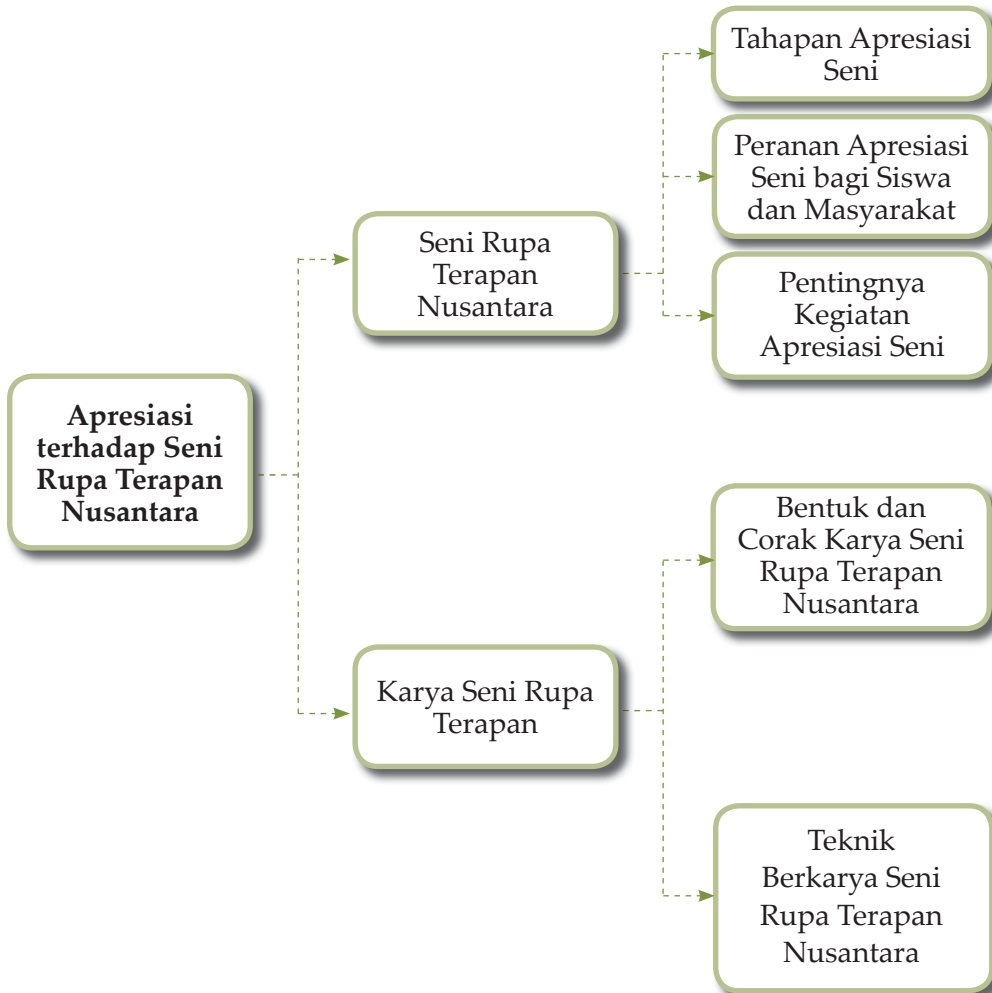 Apresiasi
terhadap Seni
Rupa Terapan
Nusantara
Seni Rupa
Terapan
Nusantara
Tahapan Apresiasi
Seni
Peranan Apresiasi
Seni bagi Siswa
dan Masyarakat
Pentingnya
Kegiatan
Apresiasi Seni
Karya Seni Rupa
Terapan
Bentuk dan
Corak Karya Seni
Rupa Terapan
Nusantara
Teknik
Berkarya Seni
Rupa Terapan
Nusantara